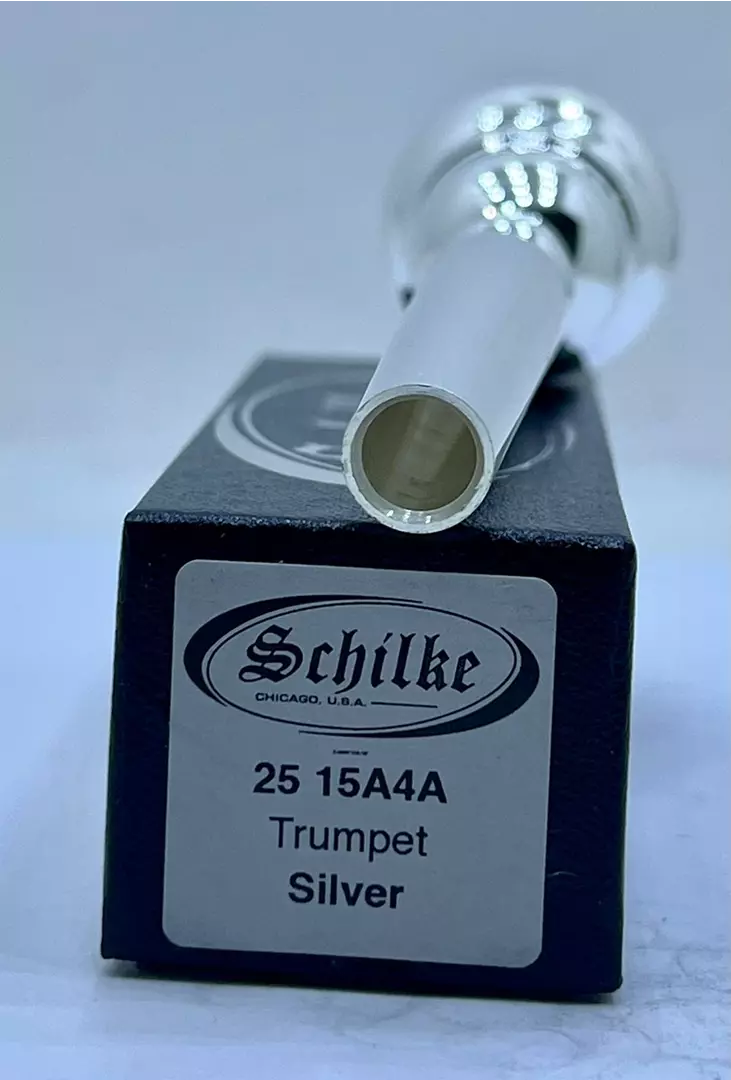 Schilke
CHICAGO, U.S.A.
25 15A4A
Trumpet
Silver